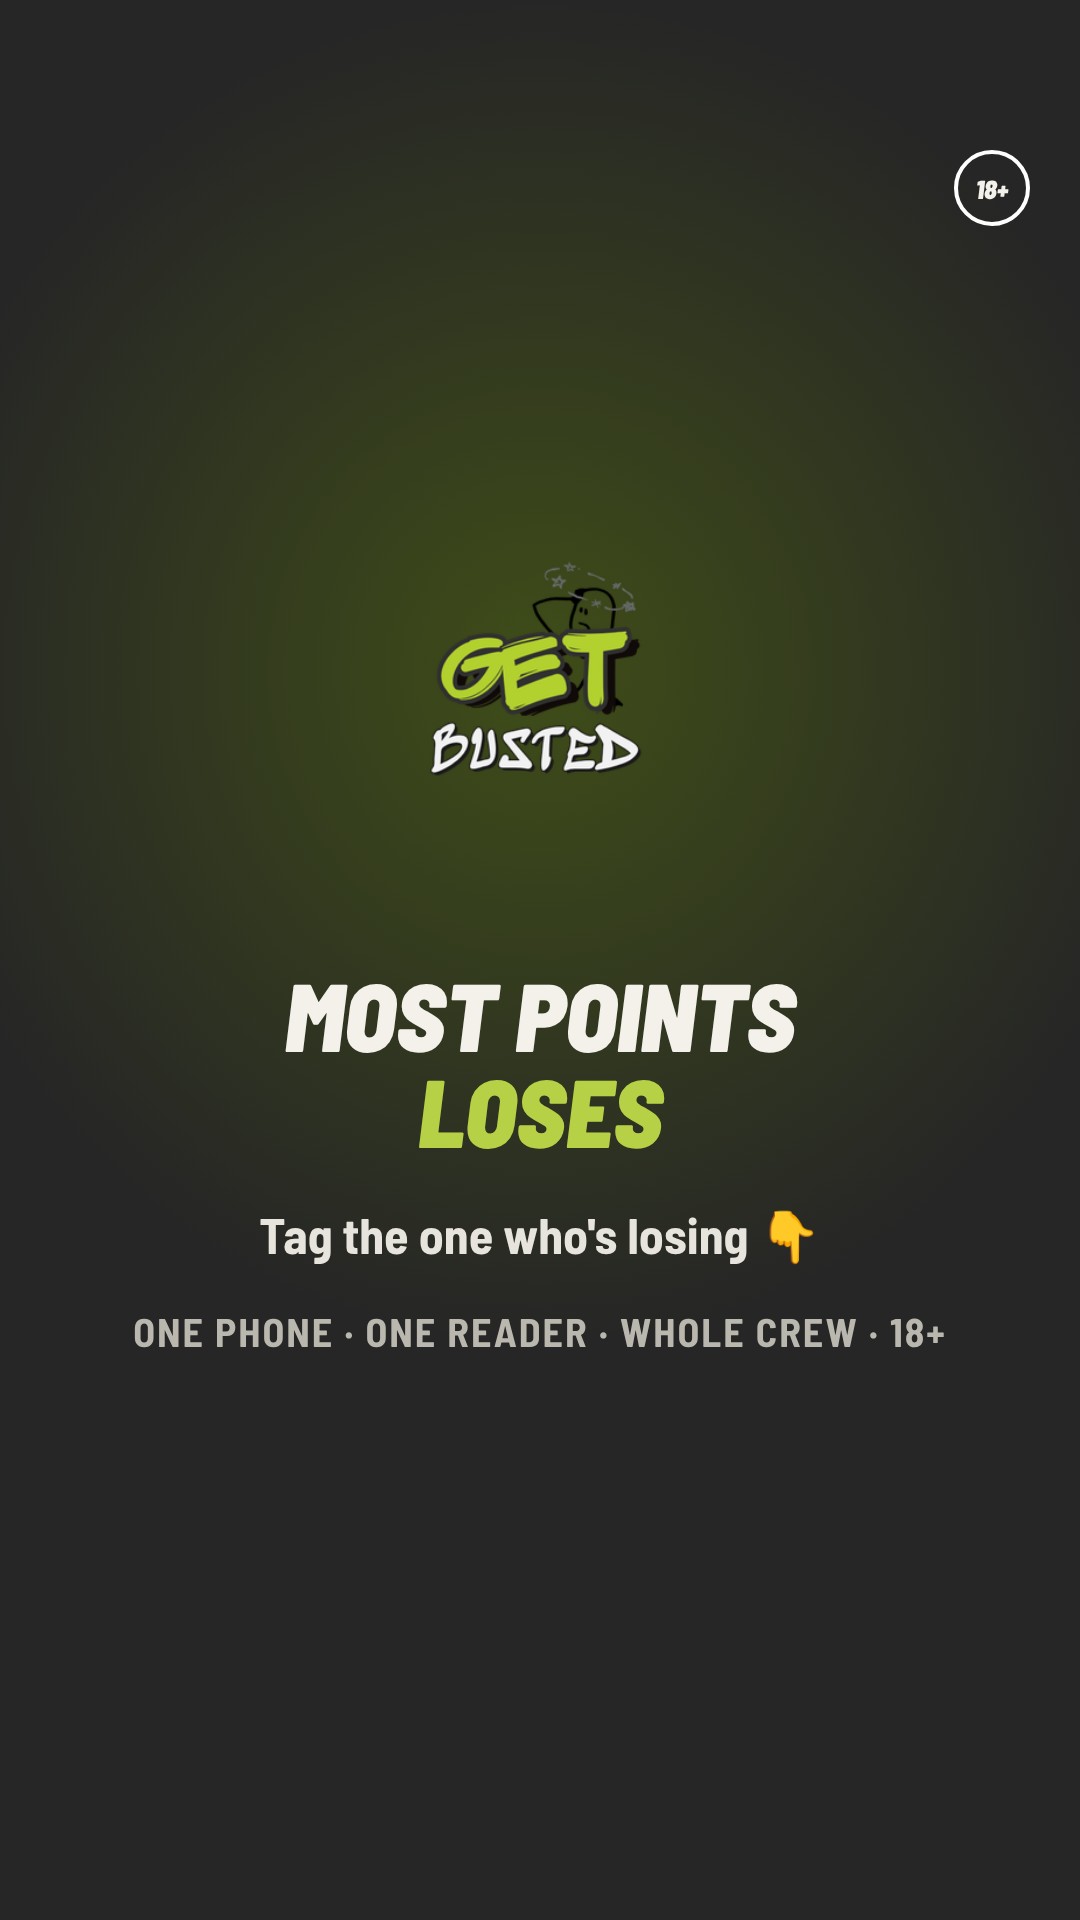 18+
GET
BUSTED
MOST POINTS
LOSES
Tag the one who's losing 👇
ONE PHONE · ONE READER · WHOLE CREW · 18+